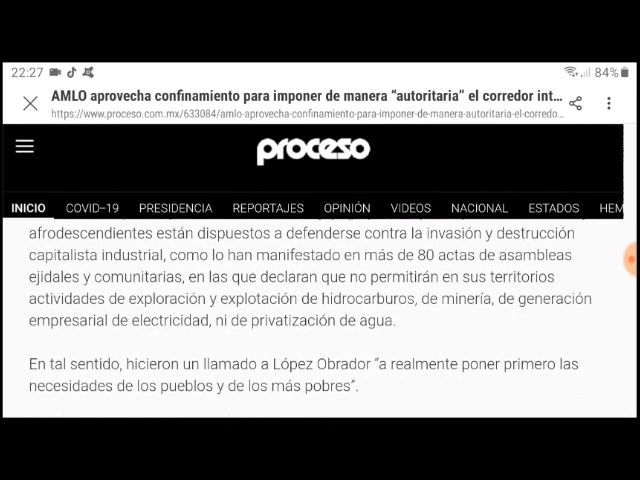 22:27
84%
AMLO aprovecha confinamiento para imponer de manera “autoritaria” el corredor int...
https://www.proceso.com.mx/633084/amlo-aprovecha-confinamiento-para-imponer-de-manera-autoritaria-el-corredo...
proceso
INICIO COVID-19 PRESIDENCIA REPORTAJES OPINIÓN VIDEOS NACIONAL ESTADOS HEM
afrodescendientes están dispuestos a defenderse contra la invasión y destrucción
capitalista industrial, como lo han manifestado en más de 80 actas de asambleas
ejidales y comunitarias, en las que declaran que no permitirán en sus territorios
actividades de exploración y explotación de hidrocarburos, de minería, de generación
empresarial de electricidad, ni de privatización de agua.
En tal sentido, hicieron un llamado a López Obrador “a realmente poner primero las
necesidades de los pueblos y de los más pobres”.